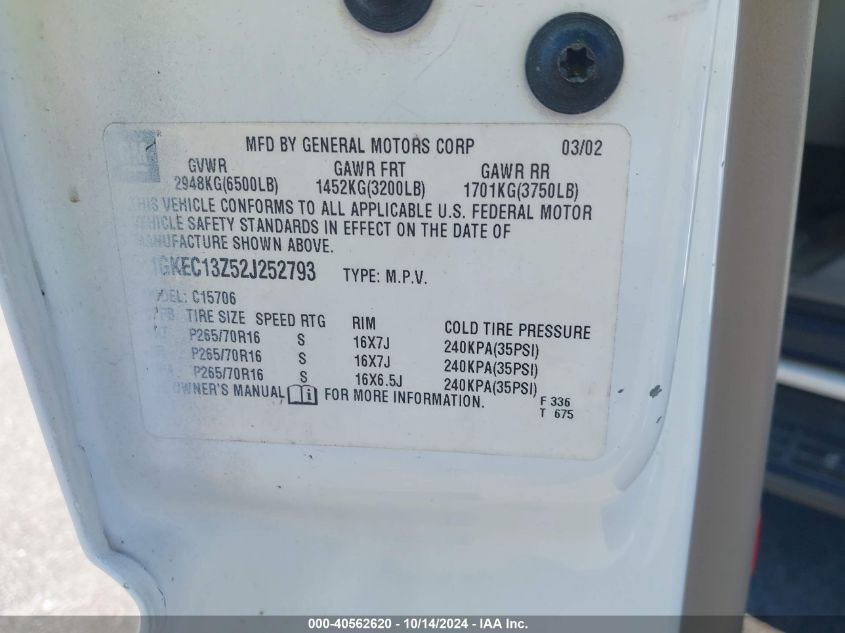 MFD BY GENERAL MOTORS CORP 03/02
GVWR GAWR FRT GAWR RR
2948KG(6500LB) 1452KG(3200LB) 1701KG(3750LB)
THIS VEHICLE CONFORMS TO ALL APPLICABLE U.S. FEDERAL MOTOR
VEHICLE SAFETY STANDARDS IN EFFECT ON THE DATE OF
MANUFACTURE SHOWN ABOVE.
1GKEC13Z52J252793 TYPE: M.P.V.
MODEL: C15706
TIRE SIZE SPEED RTG RIM COLD TIRE PRESSURE
P265/70R16 S 16X7J 240KPA(35PSI)
P265/70R16 S 16X7J 240KPA(35PSI)
P265/70R16 S 16X6.5J 240KPA(35PSI)
OWNER'S MANUAL FOR MORE INFORMATION.
F 336
T 675
000-40562620 - 10/14/2024 - IAA Inc.